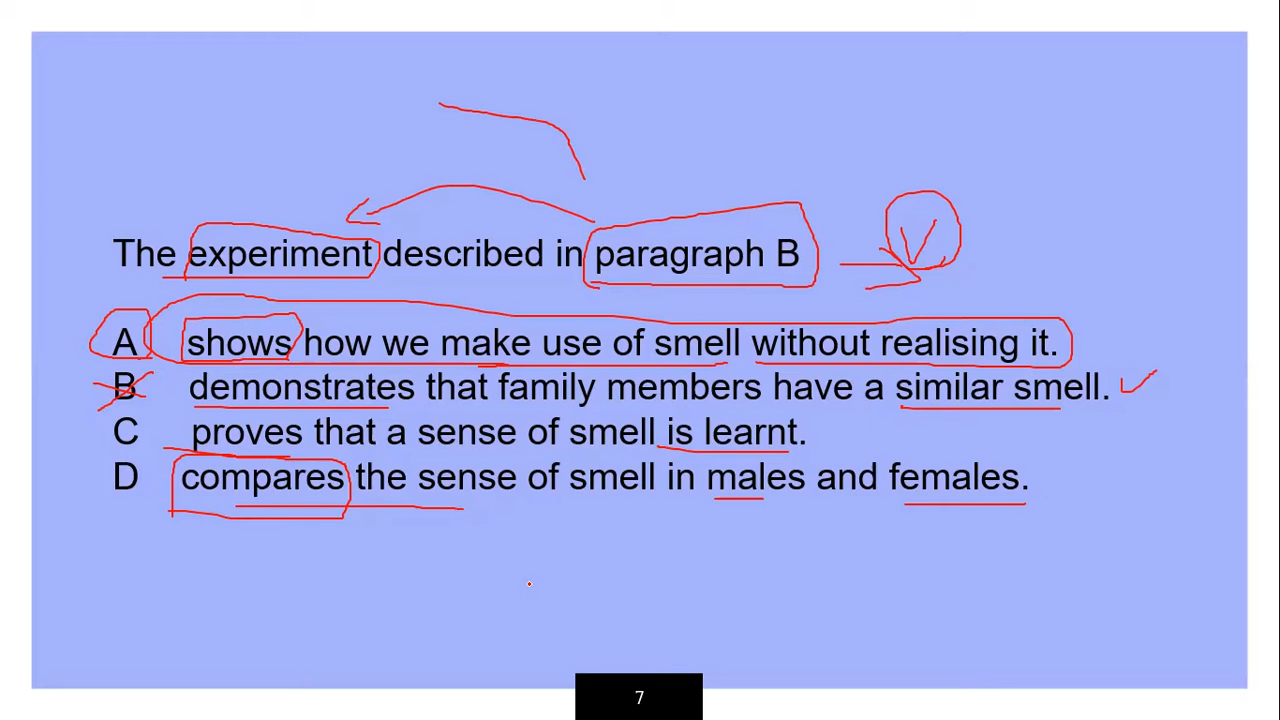 The experiment described in paragraph B
V
A shows how we make use of smell without realising it.
B demonstrates that family members have a similar smell.
C proves that a sense of smell is learnt.
D compares the sense of smell in males and females.
7